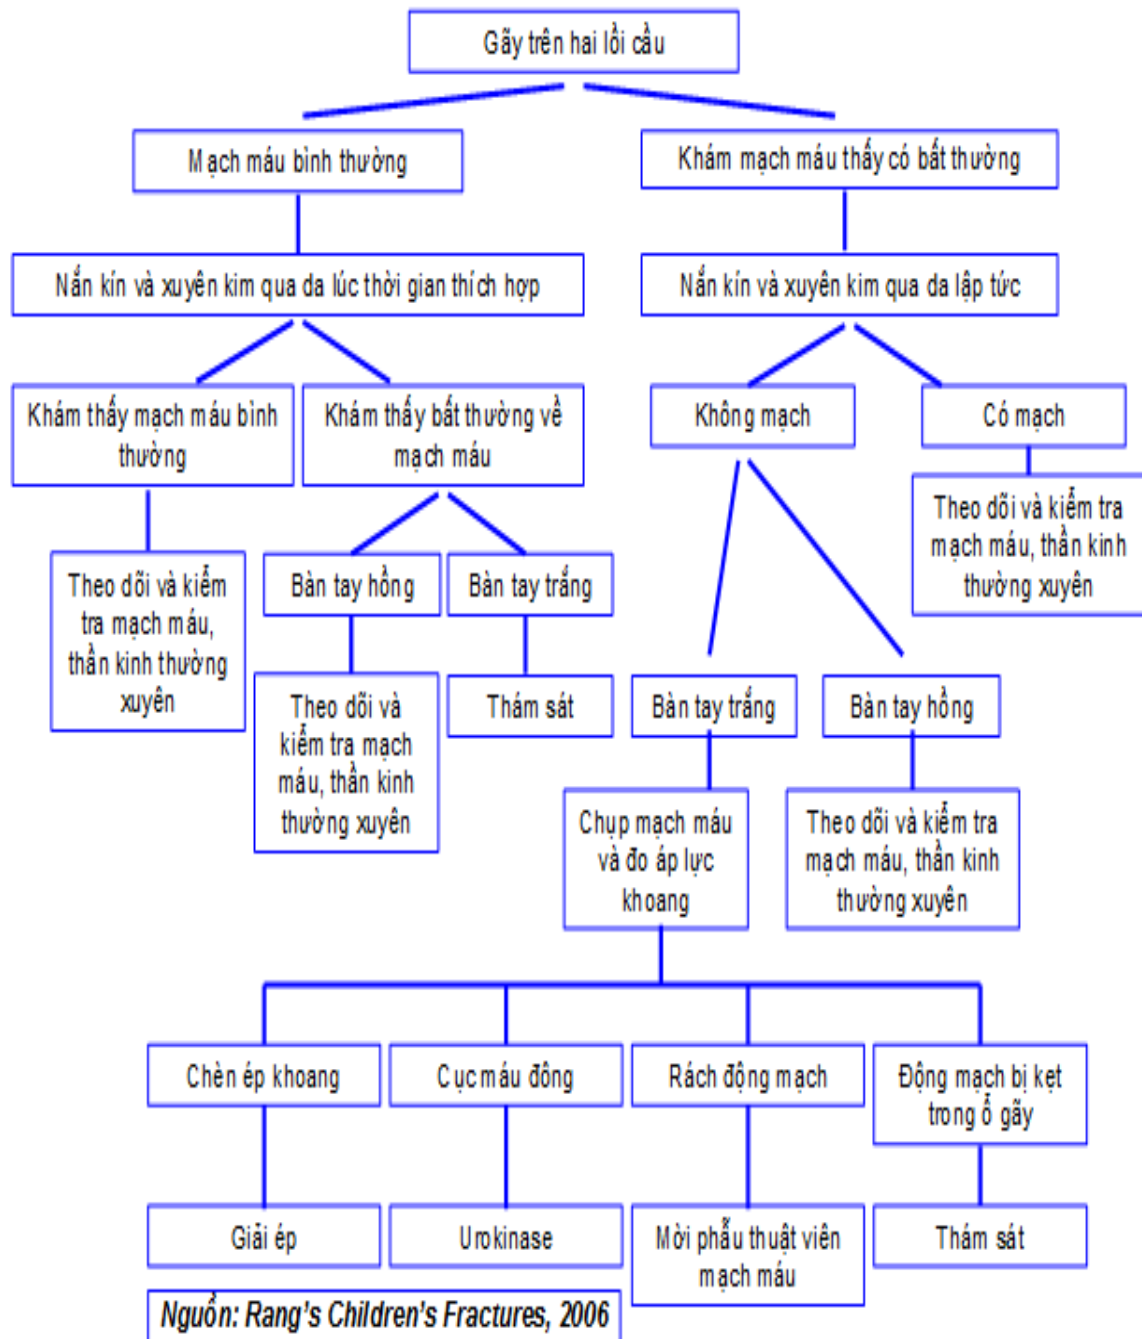 Gãy trên hai lồi cầu
Mạch máu bình thường
Khám mạch máu thấy có bất thường
Nắn kín và xuyên kim qua da lúc thời gian thích hợp
Nắn kín và xuyên kim qua da lập tức
Khám thấy mạch máu bình
thường
Khám thấy bất thường về
mạch máu
Không mạch
Có mạch
Theo dõi và kiểm tra
mạch máu, thần kinh
thường xuyên
Theo dõi và kiểm
tra mạch máu,
thần kinh thường
xuyên
Bàn tay hồng
Bàn tay trắng
Theo dõi và
kiểm tra mạch
máu, thần kinh
thường xuyên
Thám sát
Bàn tay trắng
Bàn tay hồng
Chụp mạch máu
và đo áp lực
khoang
Theo dõi và kiểm tra
mạch máu, thần kinh
thường xuyên
Chèn ép khoang
Cục máu đông
Rách động mạch
Động mạch bị kẹt
trong ổ gãy
Giải ép
Urokinase
Mời phẫu thuật viên
mạch máu
Thám sát
Nguồn: Rang's Children's Fractures, 2006